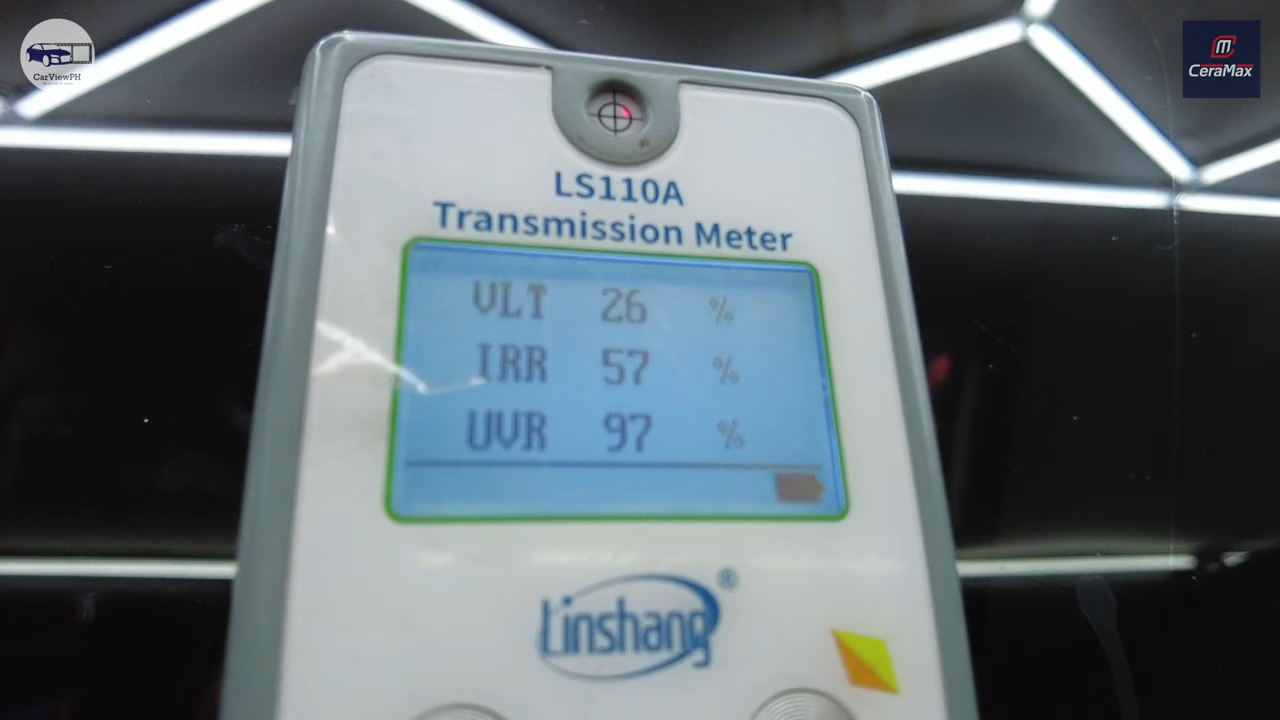 CarViewPH
CeraMax
LS110A
Transmission Meter
VLT 26 %
IRR 57 %
UVR 97 %
Linshang®